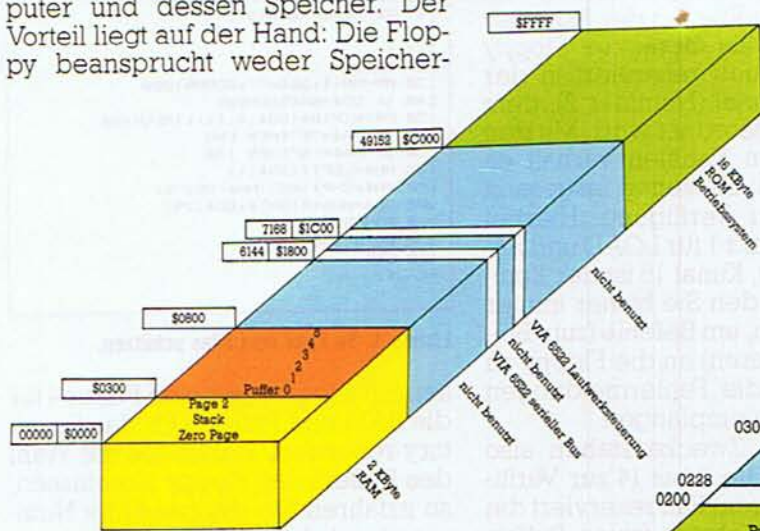 puter und dessen Speicher. Der
Vorteil liegt auf der Hand: Die Flop-
py beansprucht weder Speicher-
$FFFF
49152 $C000
7168 $1C00
6144 $1800
$0800
$0300
00000 $0000
5
4
3
2
1
Puffer 0
Page 2
Stack
Zero Page
2 KByte
RAM
nicht benutzt
VIA 6522 serieller Bus
nicht benutzt
VIA 6522 Laufwerksteuerung
nicht benutzt
16 KByte
ROM
Betriebssystem
030
0228
0200